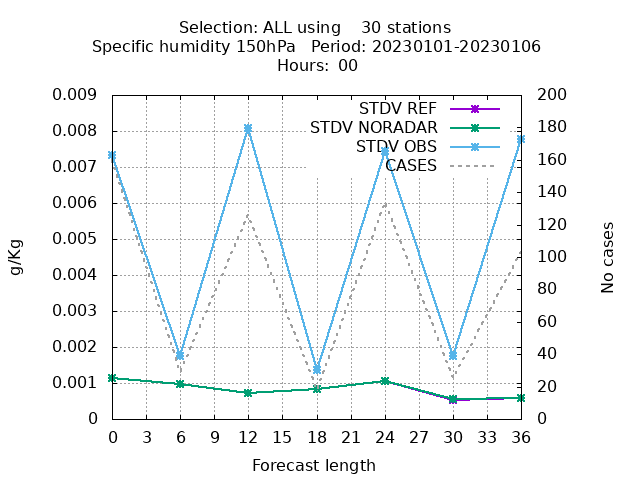 Selection: ALL using    30 stations
Specific humidity 150hPa   Period: 20230101-20230106
Hours:  00
STDV REF
STDV NORADAR
STDV OBS
CASES
0.009
0.008
0.007
0.006
0.005
0.004
0.003
0.002
0.001
0
g/Kg
200
180
160
140
120
100
80
60
40
20
0
No cases
0 3 6 9 12 15 18 21 24 27 30 33 36
Forecast length